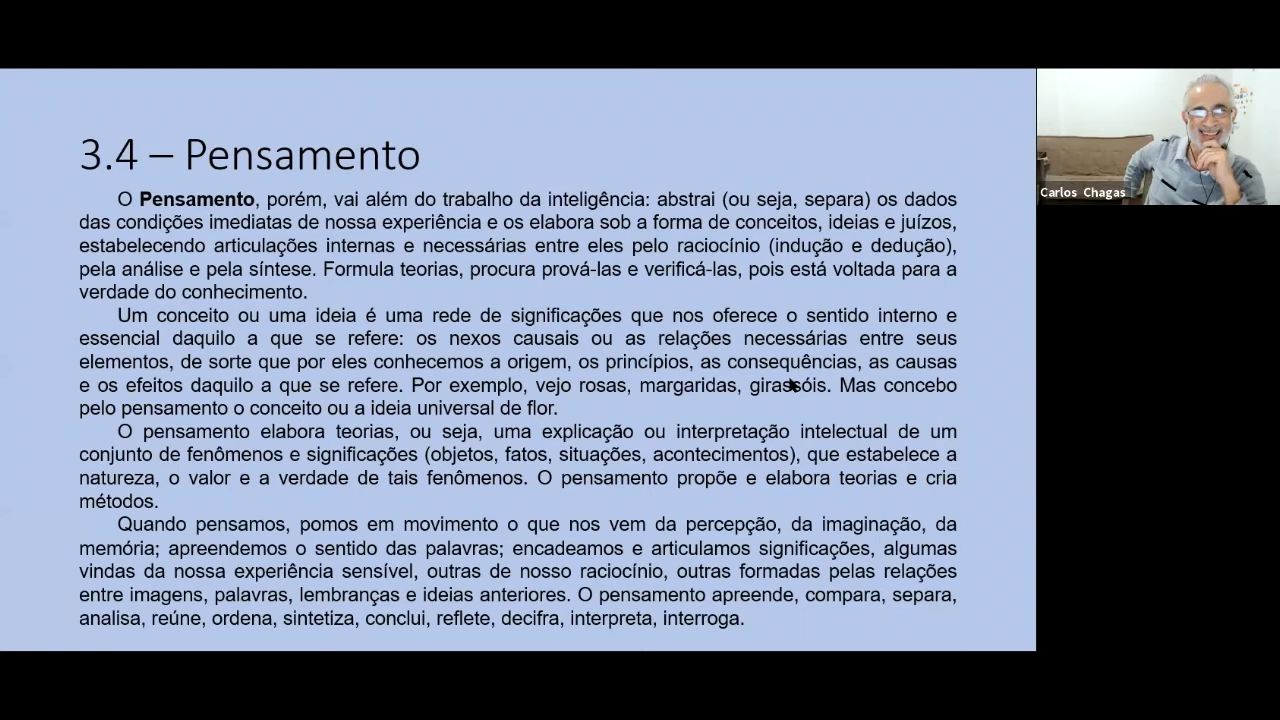 3.4 – Pensamento
O Pensamento, porém, vai além do trabalho da inteligência: abstrai (ou seja, separa) os dados
das condições imediatas de nossa experiência e os elabora sob a forma de conceitos, ideias e juízos,
estabelecendo articulações internas e necessárias entre eles pelo raciocínio (indução e dedução),
pela análise e pela síntese. Formula teorias, procura prová-las e verificá-las, pois está voltada para a
verdade do conhecimento.
Um conceito ou uma ideia é uma rede de significações que nos oferece o sentido interno e
essencial daquilo a que se refere: os nexos causais ou as relações necessárias entre seus
elementos, de sorte que por eles conhecemos a origem, os princípios, as consequências, as causas
e os efeitos daquilo a que se refere. Por exemplo, vejo rosas, margaridas, girassóis. Mas concebo
pelo pensamento o conceito ou a ideia universal de flor.
O pensamento elabora teorias, ou seja, uma explicação ou interpretação intelectual de um
conjunto de fenômenos e significações (objetos, fatos, situações, acontecimentos), que estabelece a
natureza, o valor e a verdade de tais fenômenos. O pensamento propõe e elabora teorias e cria
métodos.
Quando pensamos, pomos em movimento o que nos vem da percepção, da imaginação, da
memória; apreendemos o sentido das palavras; encadeamos e articulamos significações, algumas
vindas da nossa experiência sensível, outras de nosso raciocínio, outras formadas pelas relações
entre imagens, palavras, lembranças e ideias anteriores. O pensamento apreende, compara, separa,
analisa, reúne, ordena, sintetiza, conclui, reflete, decifra, interpreta, interroga.
Carlos Chagas